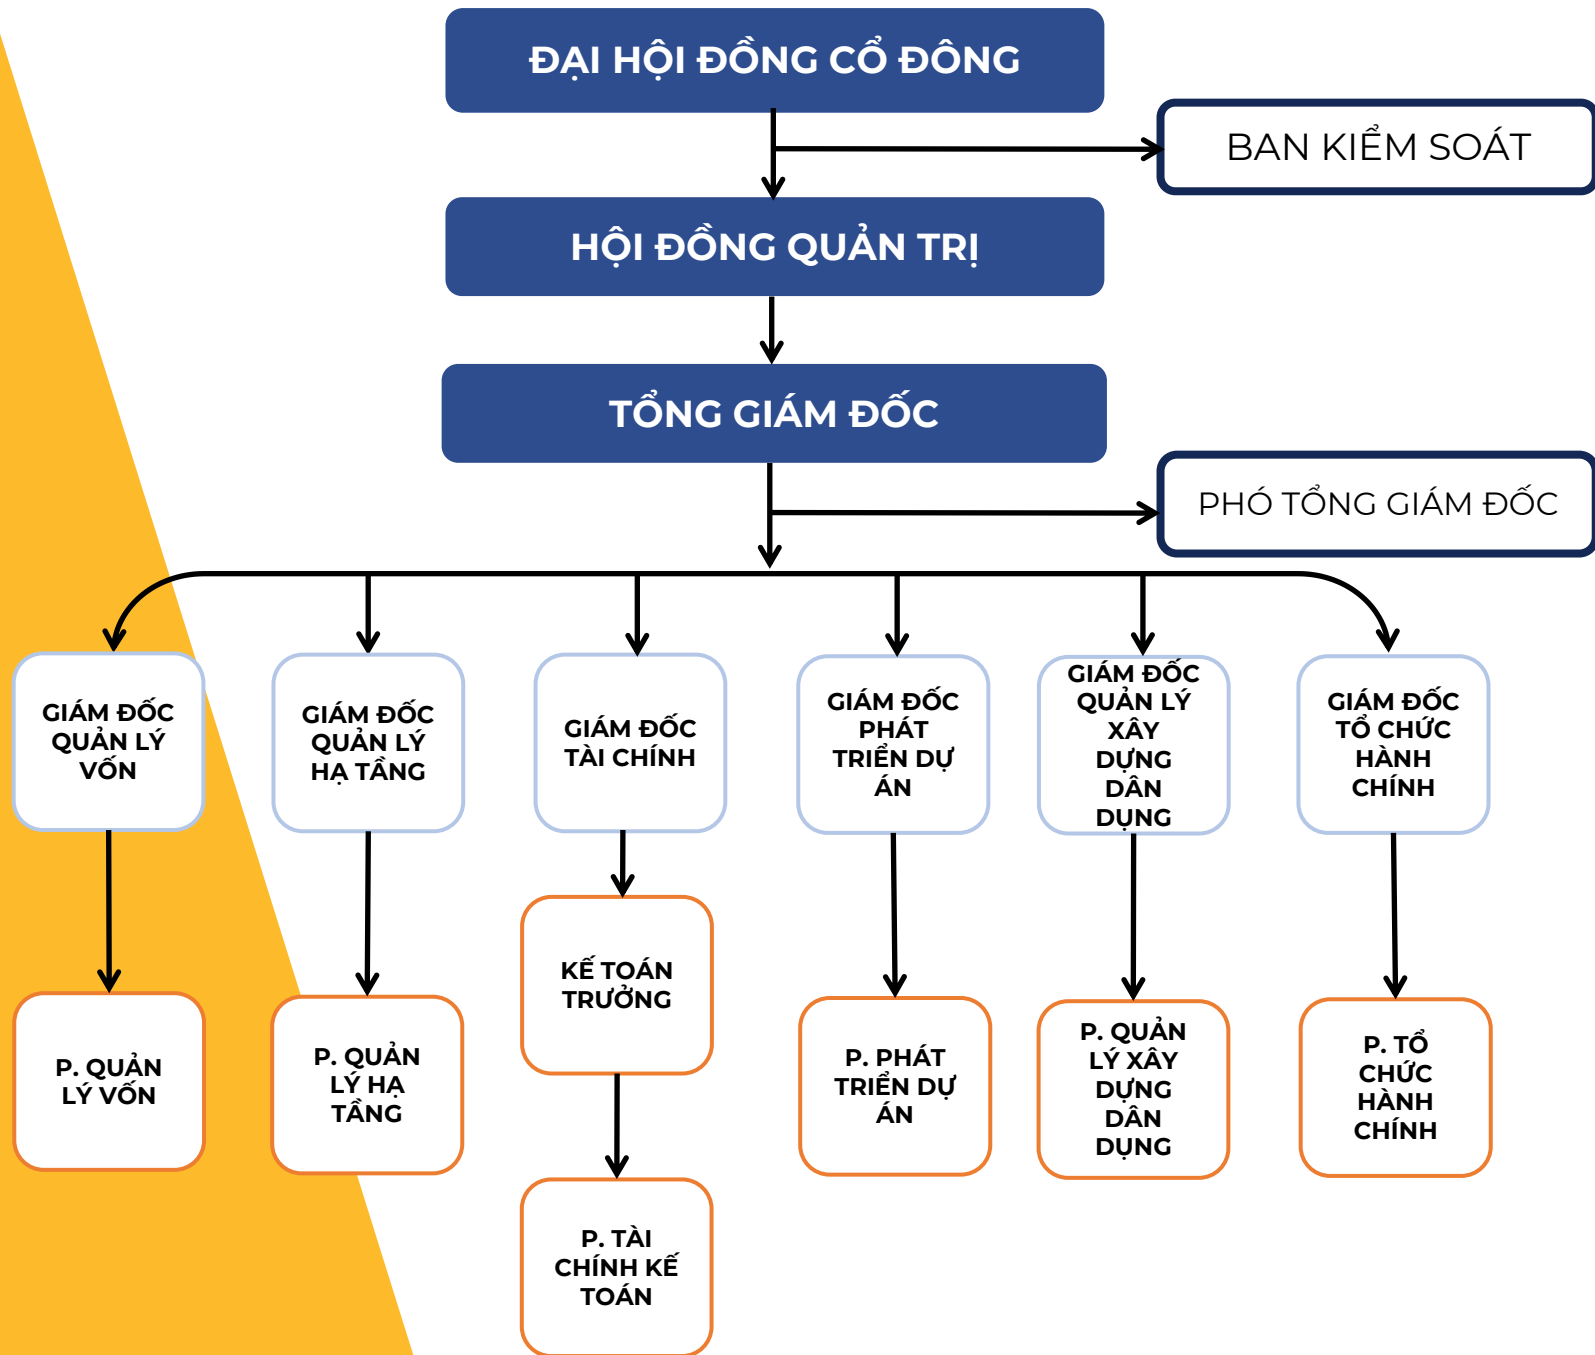 ĐẠI HỘI ĐỒNG CỔ ĐÔNG
BAN KIỂM SOÁT
HỘI ĐỒNG QUẢN TRỊ
TỔNG GIÁM ĐỐC
PHÓ TỔNG GIÁM ĐỐC
GIÁM ĐỐC
QUẢN LÝ
VỐN
GIÁM ĐỐC
QUẢN LÝ
HẠ TẦNG
GIÁM ĐỐC
TÀI CHÍNH
GIÁM ĐỐC
PHÁT
TRIỂN DỰ
ÁN
GIÁM ĐỐC
QUẢN LÝ
XÂY
DỰNG
DÂN
DỤNG
GIÁM ĐỐC
TỔ CHỨC
HÀNH
CHÍNH
KẾ TOÁN
TRƯỞNG
P. QUẢN
LÝ VỐN
P. QUẢN
LÝ HẠ
TẦNG
P. TÀI
CHÍNH KẾ
TOÁN
P. PHÁT
TRIỂN DỰ
ÁN
P. QUẢN
LÝ XÂY
DỰNG
DÂN
DỤNG
P. TỔ
CHỨC
HÀNH
CHÍNH